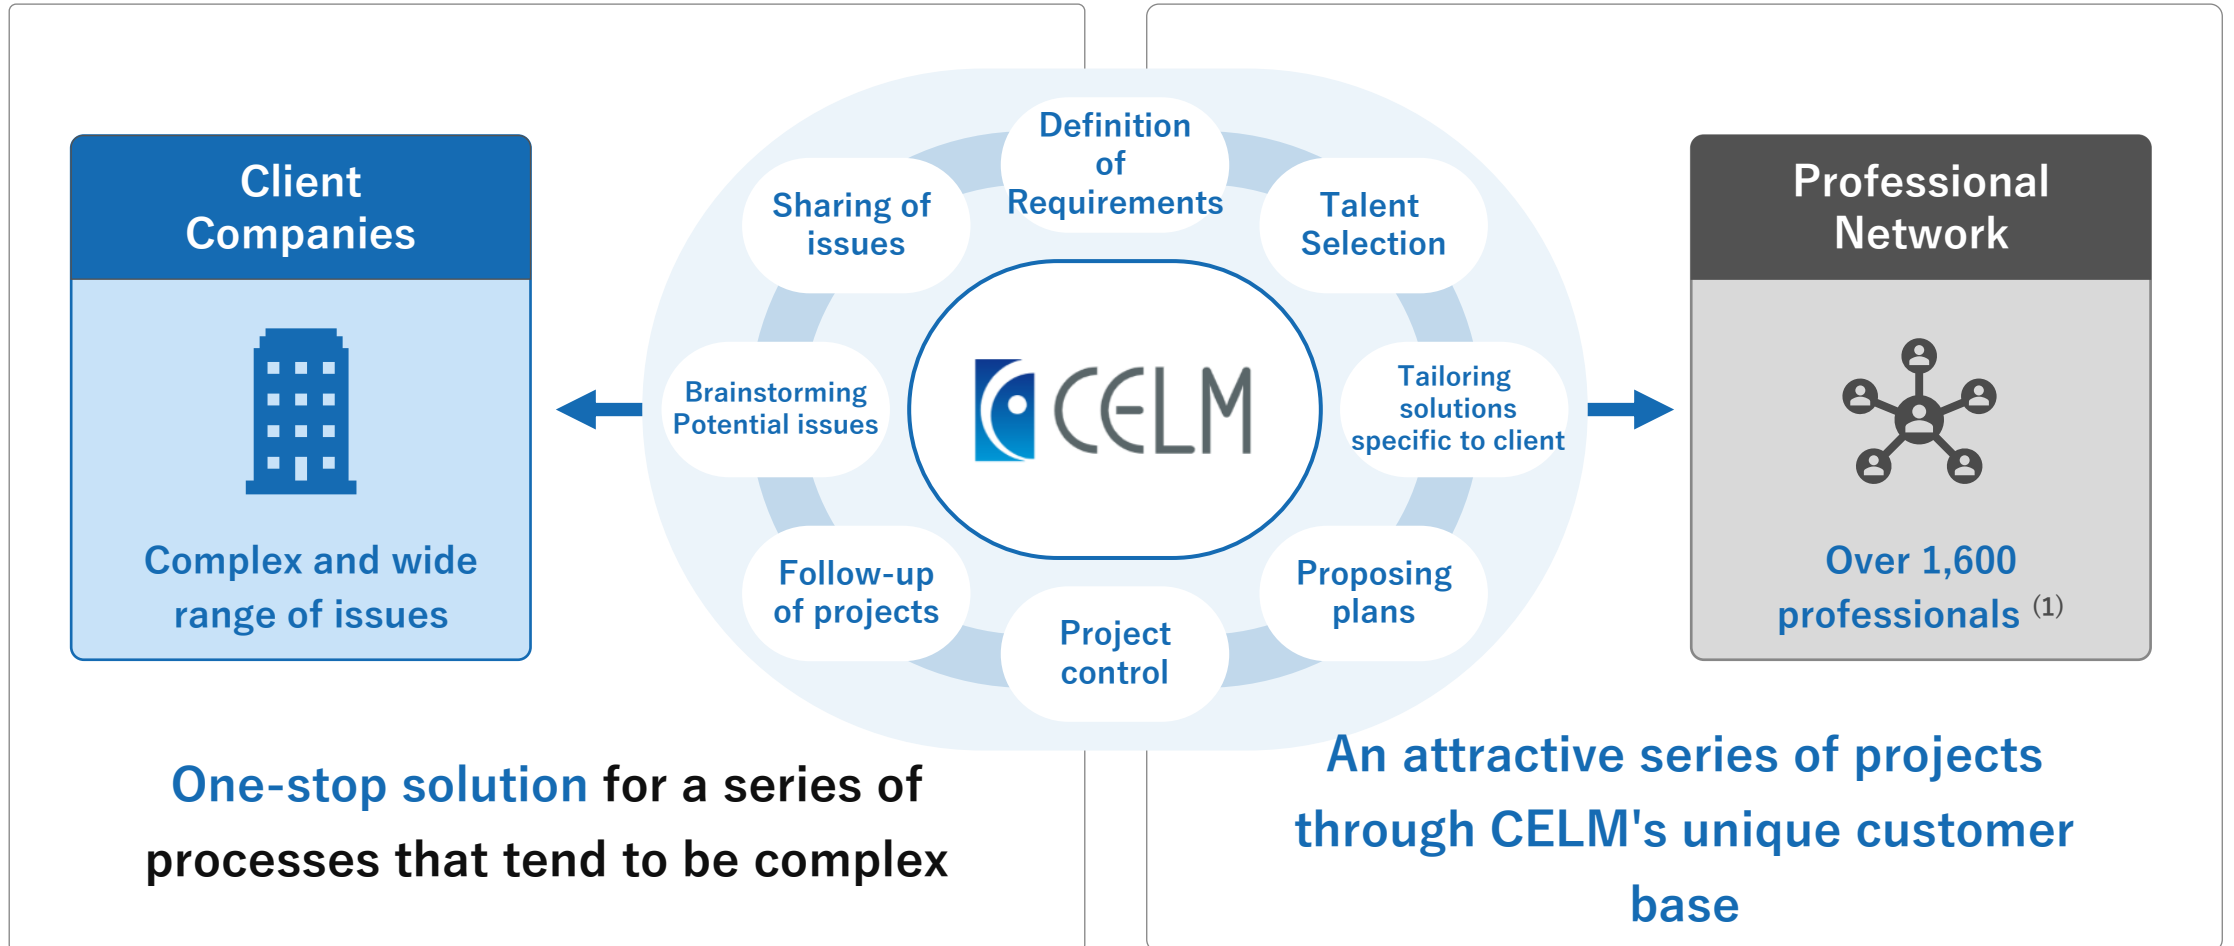 Client
Companies
Complex and wide
range of issues
Definition
of
Requirements
Sharing of
issues
Talent
Selection
Brainstorming
Potential issues
CELM
Tailoring
solutions
specific to client
Follow-up
of projects
Project
control
Proposing
plans
Professional
Network
Over 1,600
professionals (1)
One-stop solution for a series of
processes that tend to be complex
An attractive series of projects
through CELM's unique customer
base